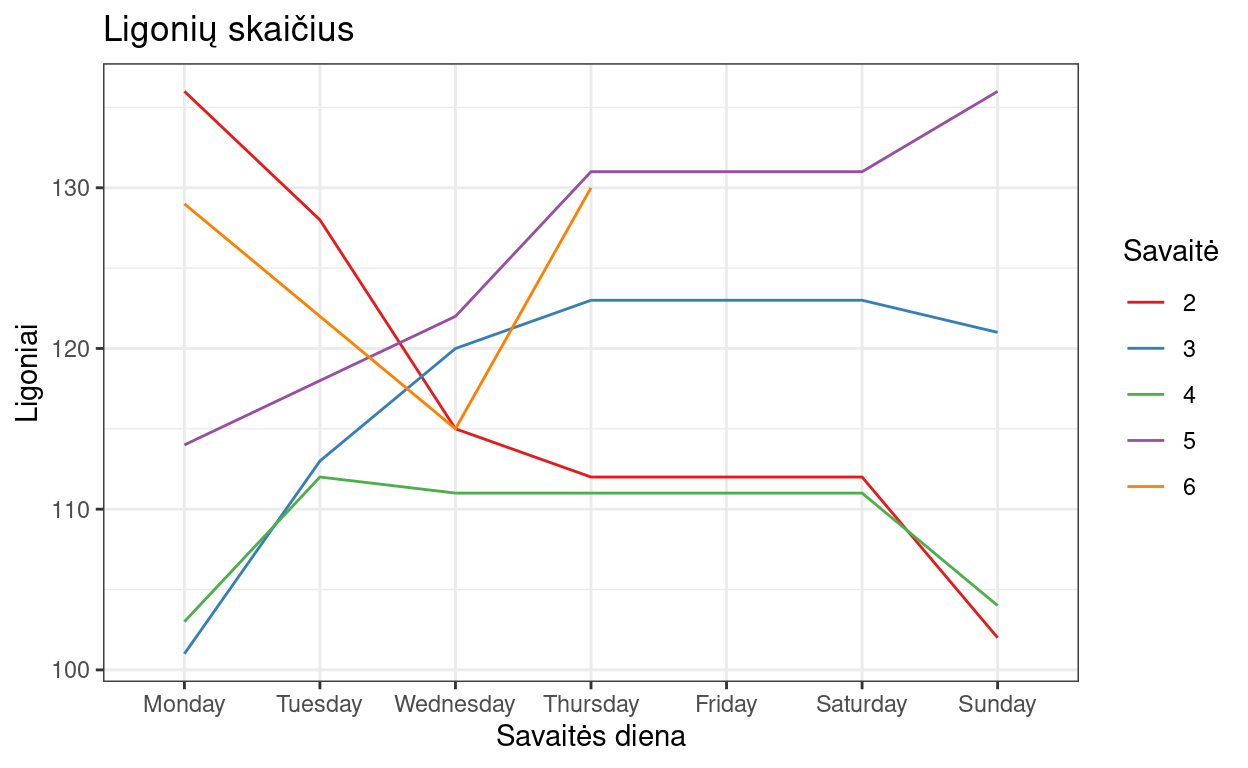 Ligonių skaičius
130
120
110
100
Ligoniai
Monday Tuesday Wednesday Thursday Friday Saturday Sunday
Savaitės diena
Savaitė
2
3
4
5
6